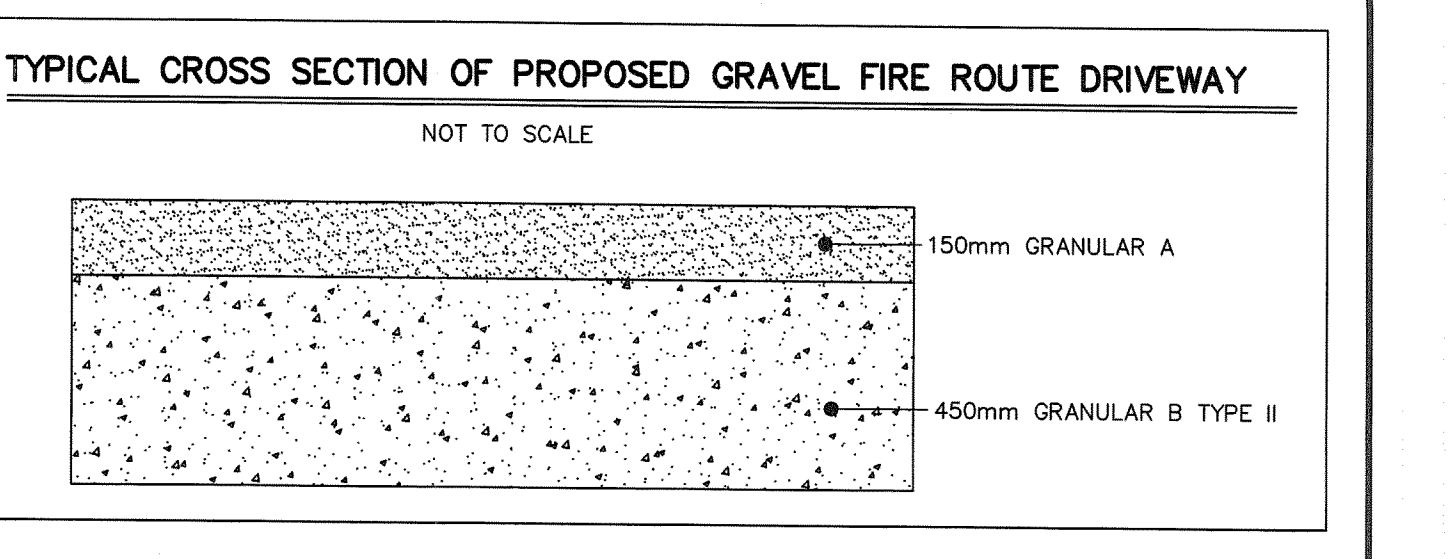 TYPICAL CROSS SECTION OF PROPOSED GRAVEL FIRE ROUTE DRIVEWAY
NOT TO SCALE
150mm GRANULAR A
450mm GRANULAR B TYPE II